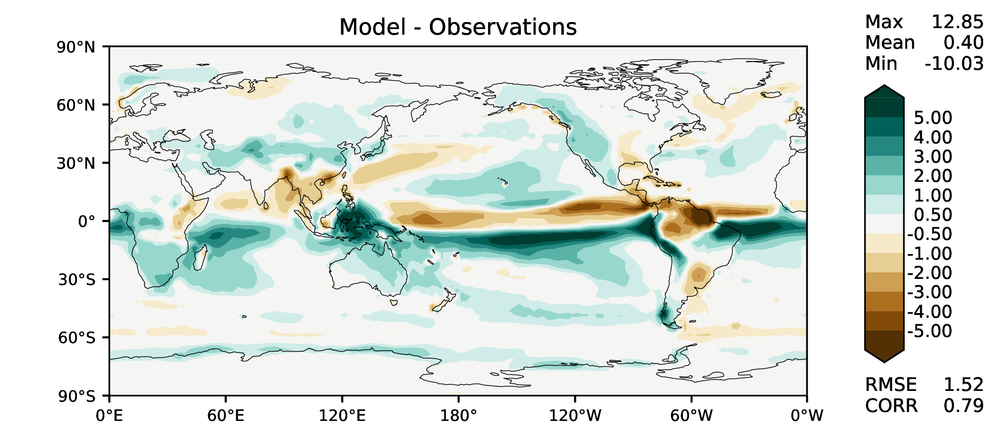 Model - Observations
Max 12.85
Mean 0.40
Min -10.03
90°N
60°N
30°N
0°
30°S
60°S
90°S
0°E 60°E 120°E 180° 120°W 60°W 0°W
5.00
4.00
3.00
2.00
1.00
0.50
-0.50
-1.00
-2.00
-3.00
-4.00
-5.00
RMSE 1.52
CORR 0.79